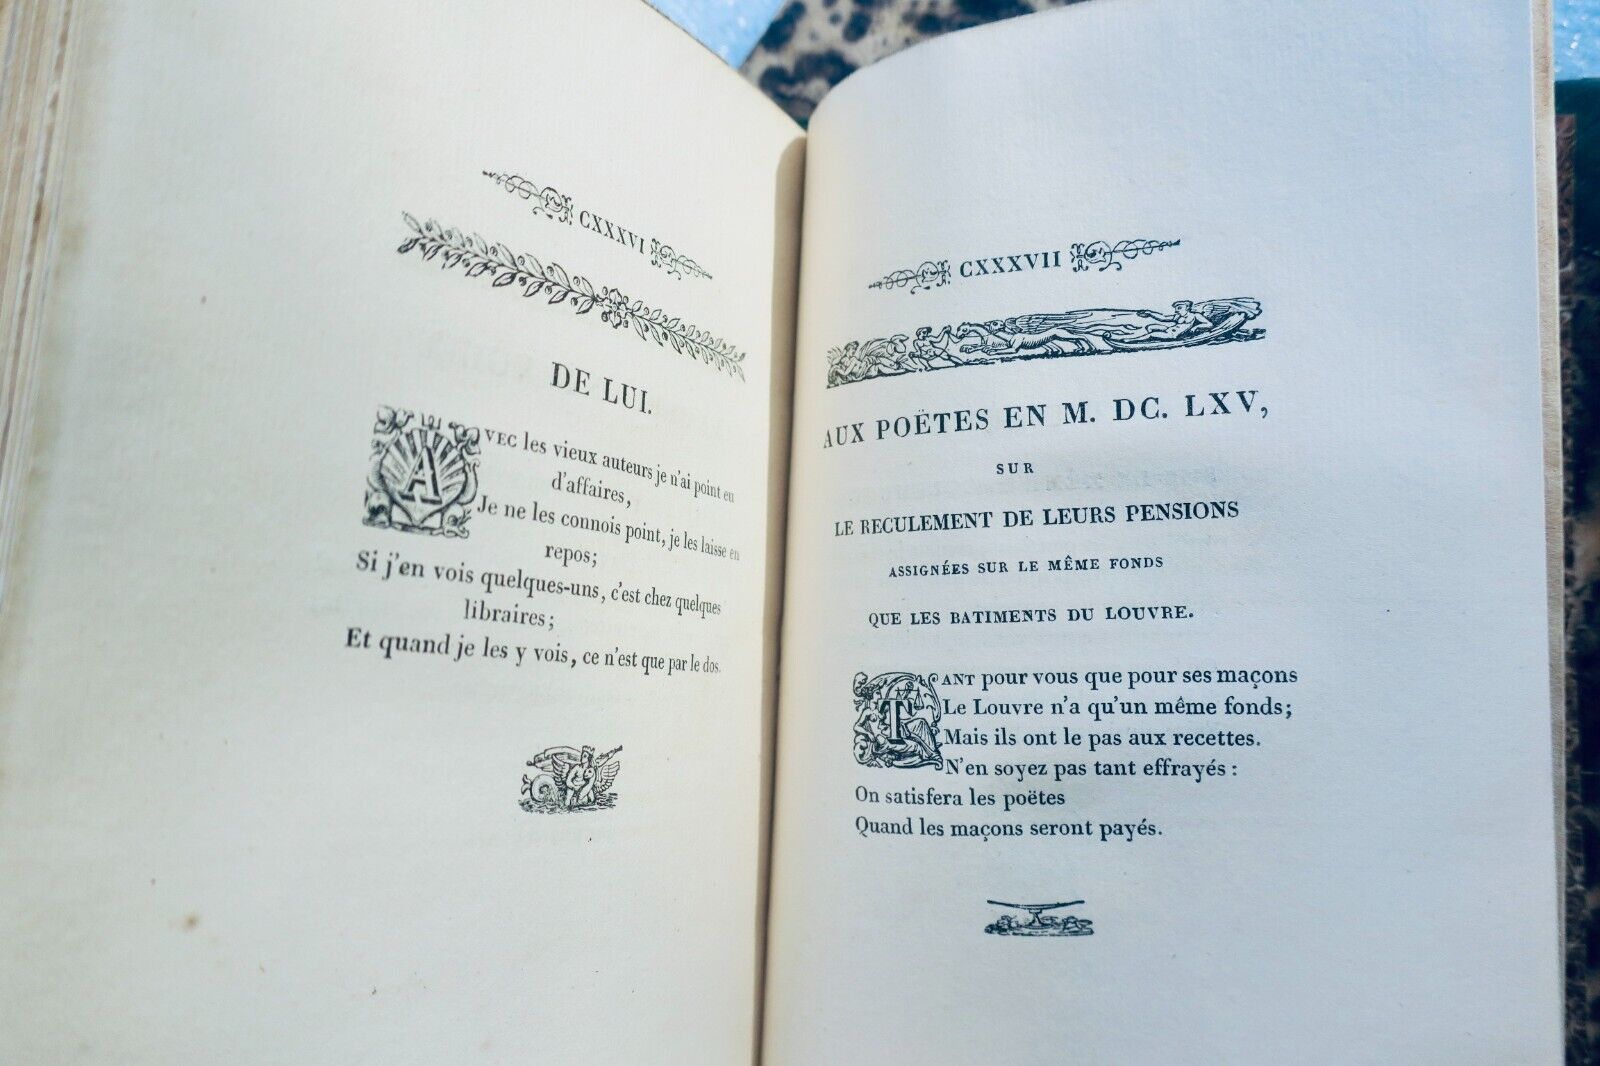 CXXXVI
DE LUI.
AVEC les vieux auteurs je n'ai point eu
d'affaires,
Je ne les connois point, je les laisse en
repos;
Si j'en vois quelques-uns, c'est chez quelques
libraires;
Et quand je les y vois, ce n'est que par le dos.
CXXXVII
AUX POËTES EN M. DC. LXV,
SUR
LE RECULEMENT DE LEURS PENSIONS
ASSIGNÉES SUR LE MÊME FONDS
QUE LES BATIMENTS DU LOUVRE.
TANT pour vous que pour ses maçons
Le Louvre n'a qu'un même fonds;
Mais ils ont le pas aux recettes.
N'en soyez pas tant effrayés :
On satisfera les poëtes
Quand les maçons seront payés.